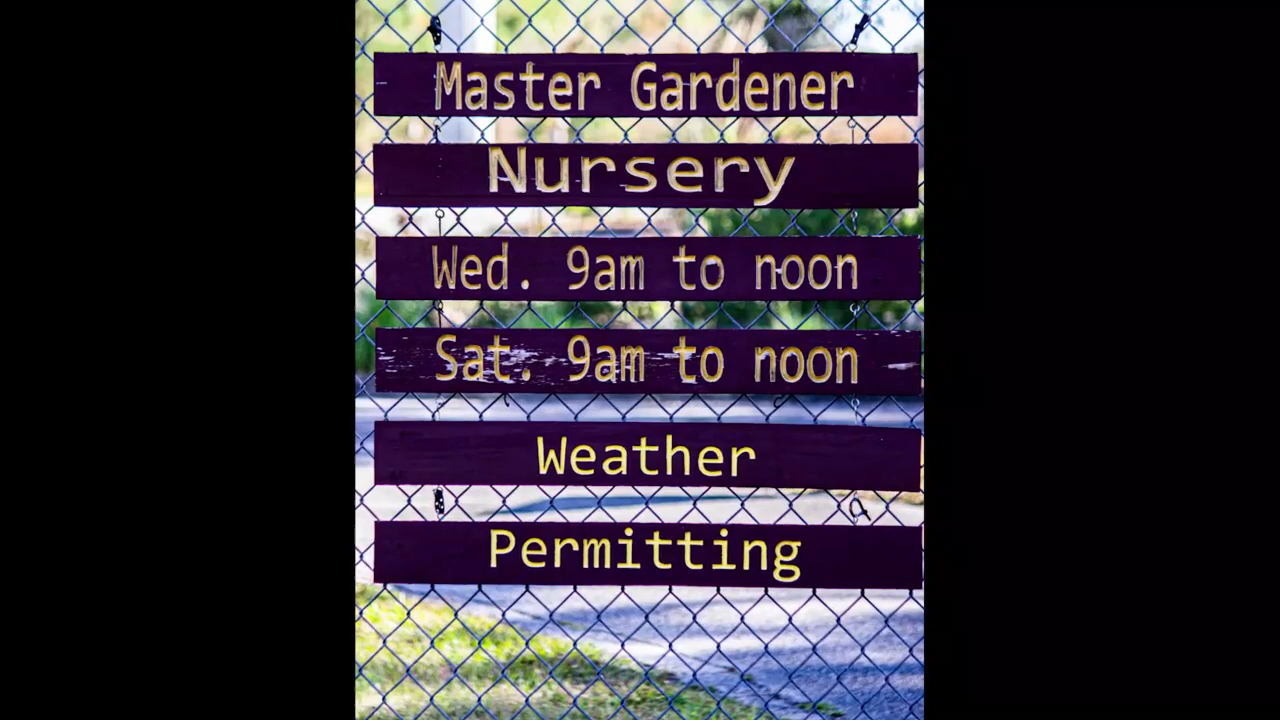 Master Gardener
Nursery
Wed. 9am to noon
Sat. 9am to noon
Weather
Permitting